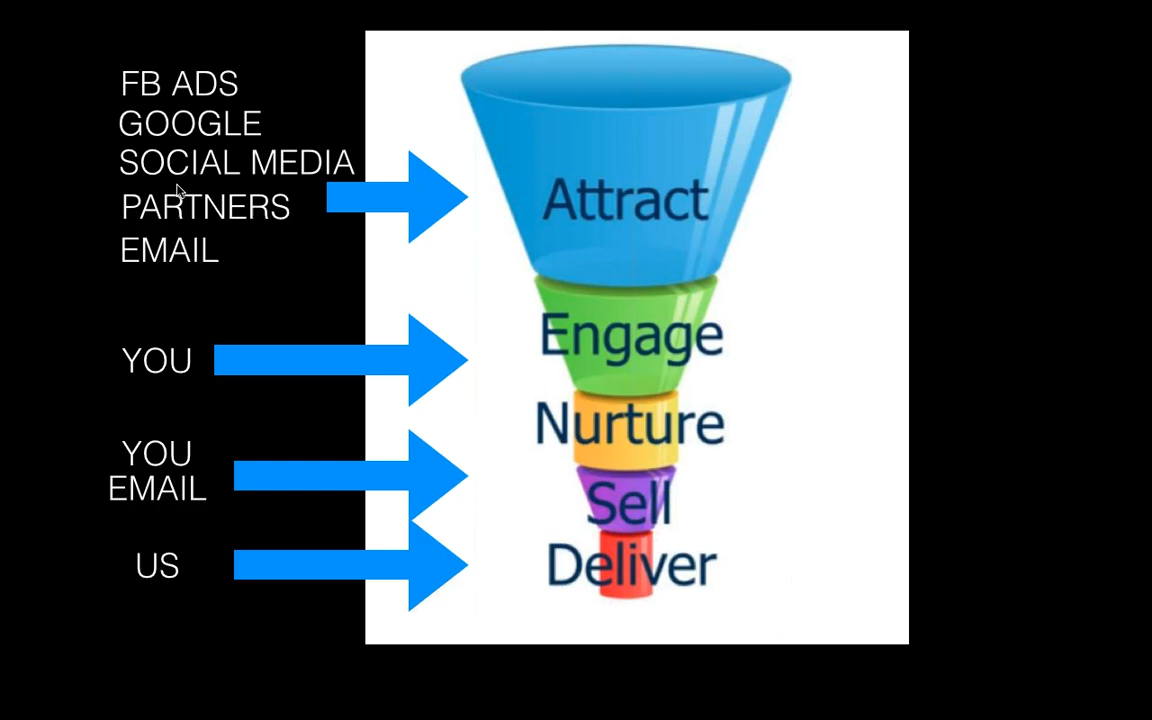 FB ADS
GOOGLE
SOCIAL MEDIA
PARTNERS
EMAIL
Attract
YOU
Engage
YOU
EMAIL
Nurture
Sell
US
Deliver